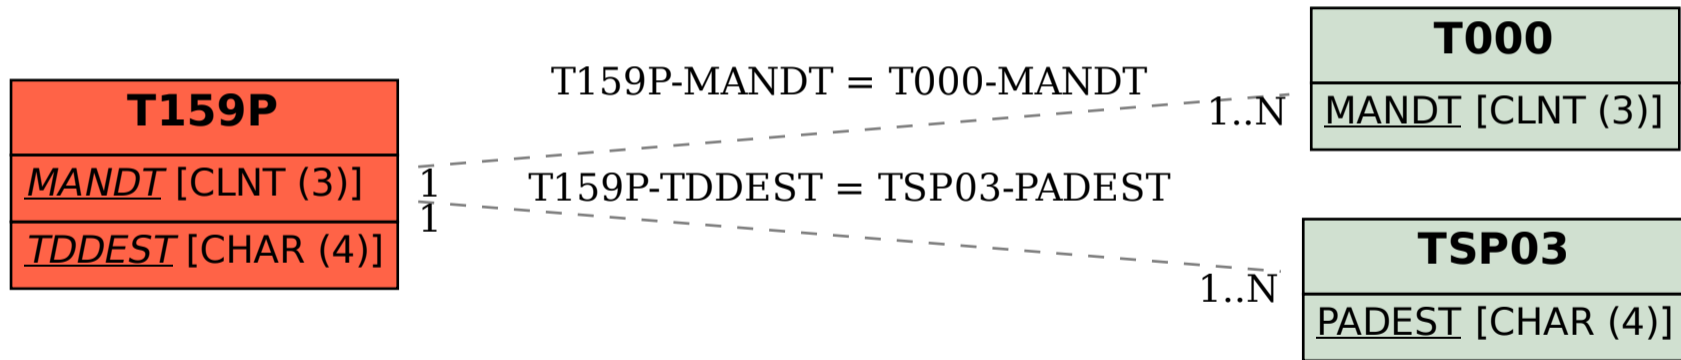 T159P
MANDT [CLNT (3)]
TDDEST [CHAR (4)]
T159P-MANDT = T000-MANDT
1
1..N
T159P-TDDEST = TSP03-PADEST
1
1..N
T000
MANDT [CLNT (3)]
TSP03
PADEST [CHAR (4)]